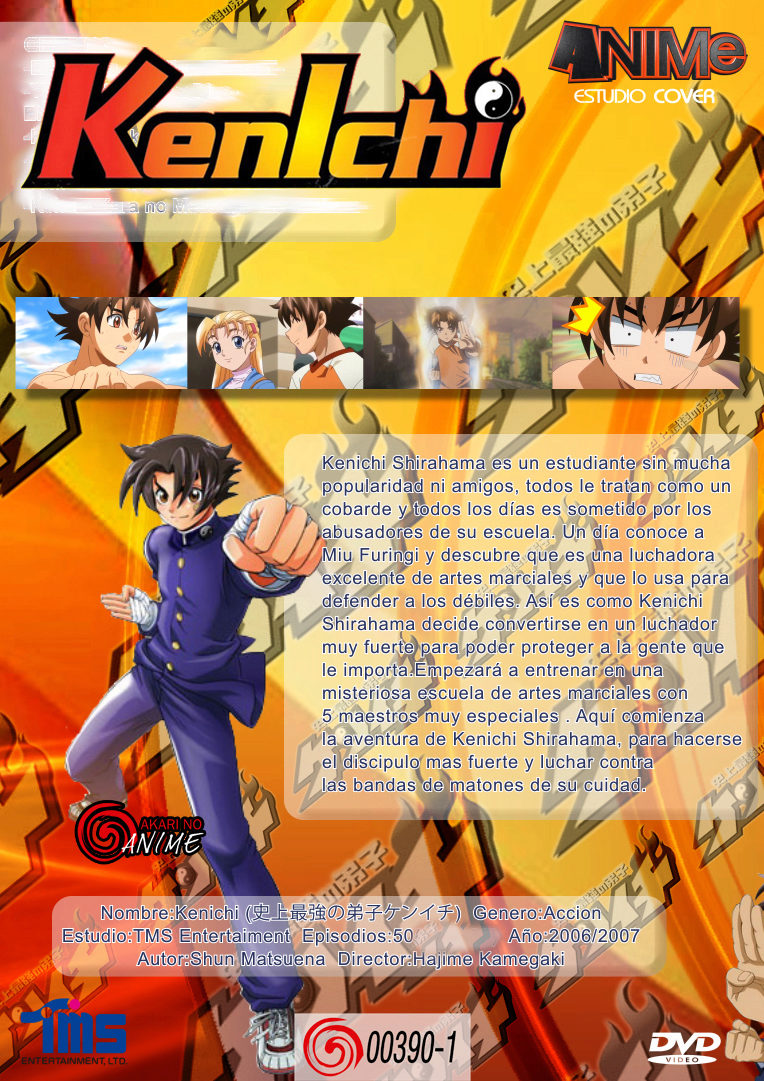 KenIchi
ANIMe
ESTUDIO COVER
Kenichi Shirahama es un estudiante sin mucha
popularidad ni amigos, todos le tratan como un
cobarde y todos los días es sometido por los
abusadores de su escuela. Un día conoce a
Miu Furingi y descubre que es una luchadora
excelente de artes marciales y que lo usa para
defender a los débiles. Así es como Kenichi
Shirahama decide convertirse en un luchador
muy fuerte para poder proteger a la gente que
le importa.Empezará a entrenar en una
misteriosa escuela de artes marciales con
5 maestros muy especiales . Aquí comienza
la aventura de Kenichi Shirahama, para hacerse
el discipulo mas fuerte y luchar contra
las bandas de matones de su cuidad.
AKARI NO
ANIME
Nombre:Kenichi (史上最強の弟子ケンイチ) Genero:Accion
Estudio:TMS Entertaiment Episodios:50 Año:2006/2007
Autor:Shun Matsuena Director:Hajime Kamegaki
TMS
ENTERTAINMENT, LTD.
00390-1
DVD
VIDEO